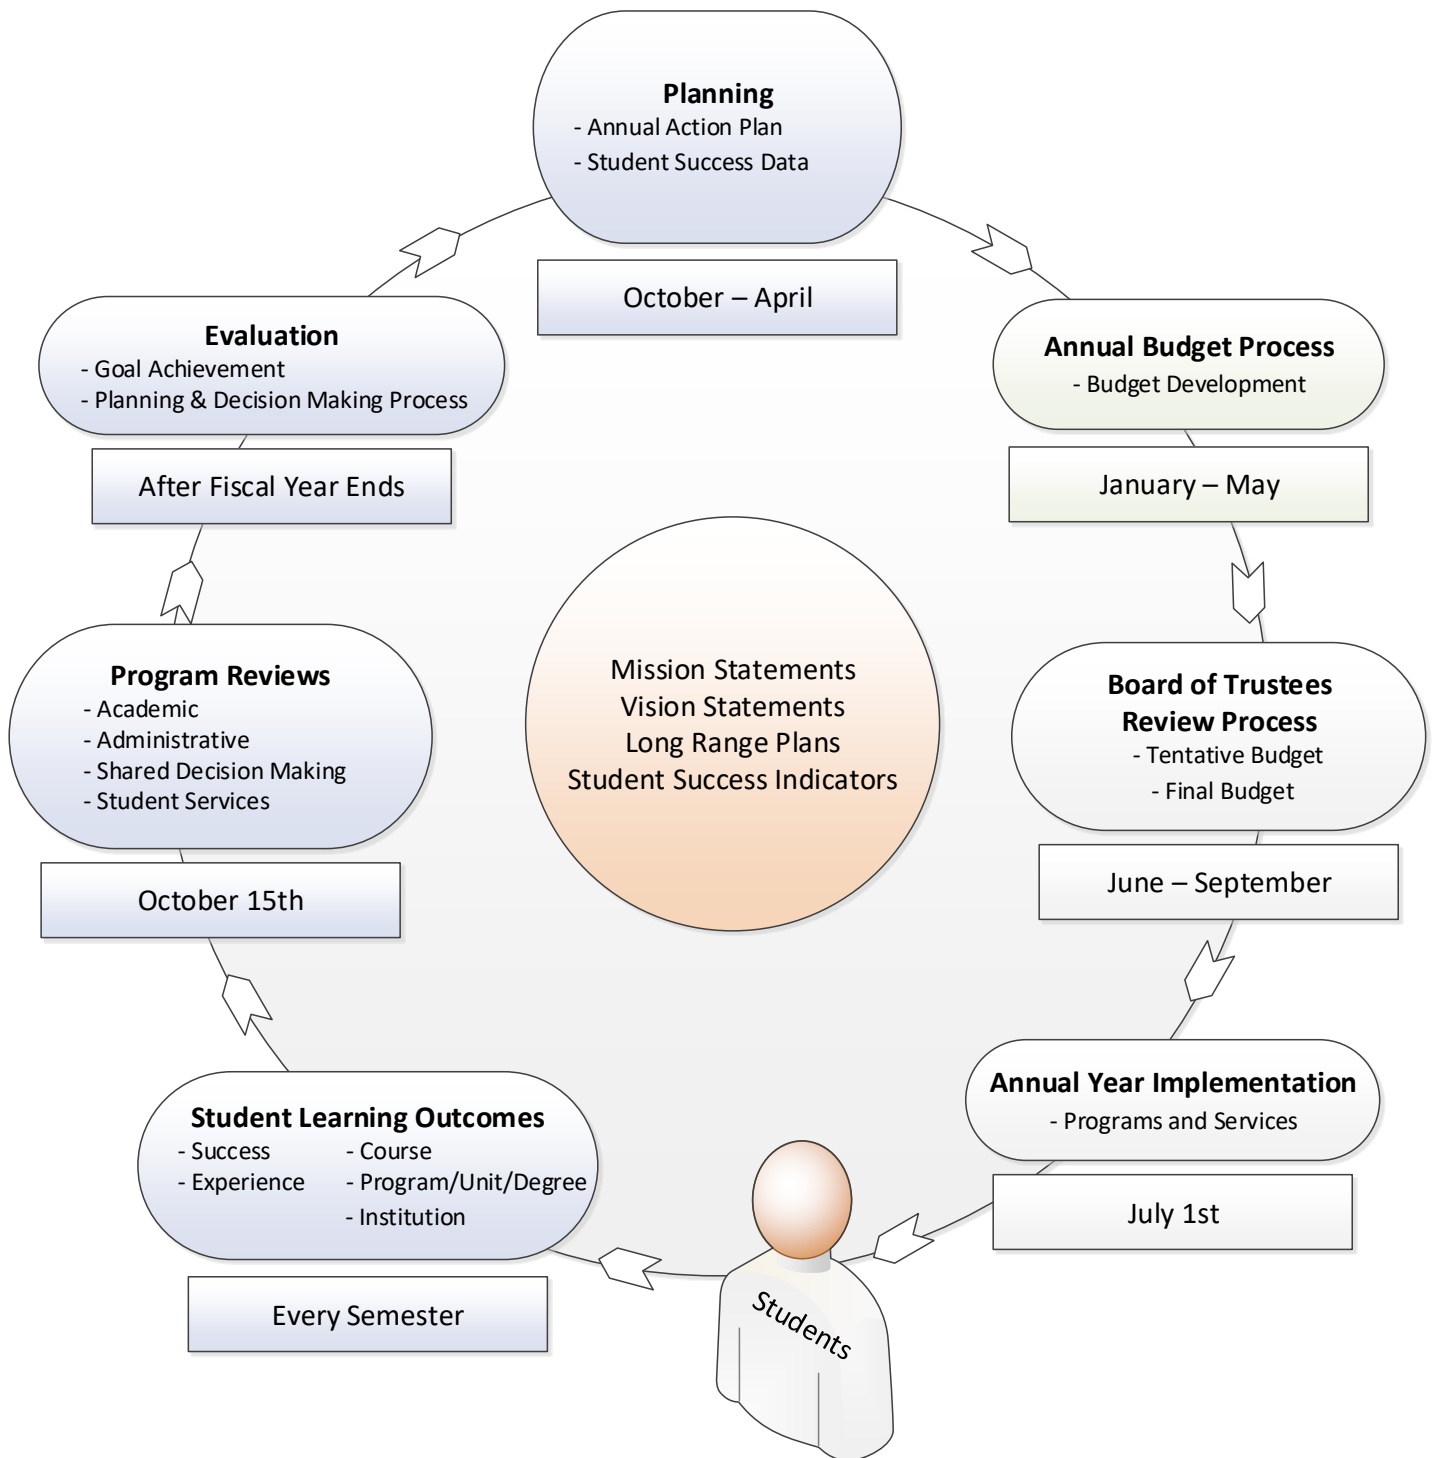 Planning
- Annual Action Plan
- Student Success Data
October – April
Annual Budget Process
- Budget Development
January – May
Board of Trustees
Review Process
- Tentative Budget
- Final Budget
June – September
Annual Year Implementation
- Programs and Services
July 1st
Students
Student Learning Outcomes
- Success
- Experience
- Course
- Program/Unit/Degree
- Institution
Every Semester
Program Reviews
- Academic
- Administrative
- Shared Decision Making
- Student Services
October 15th
Evaluation
- Goal Achievement
- Planning & Decision Making Process
After Fiscal Year Ends
Mission Statements
Vision Statements
Long Range Plans
Student Success Indicators